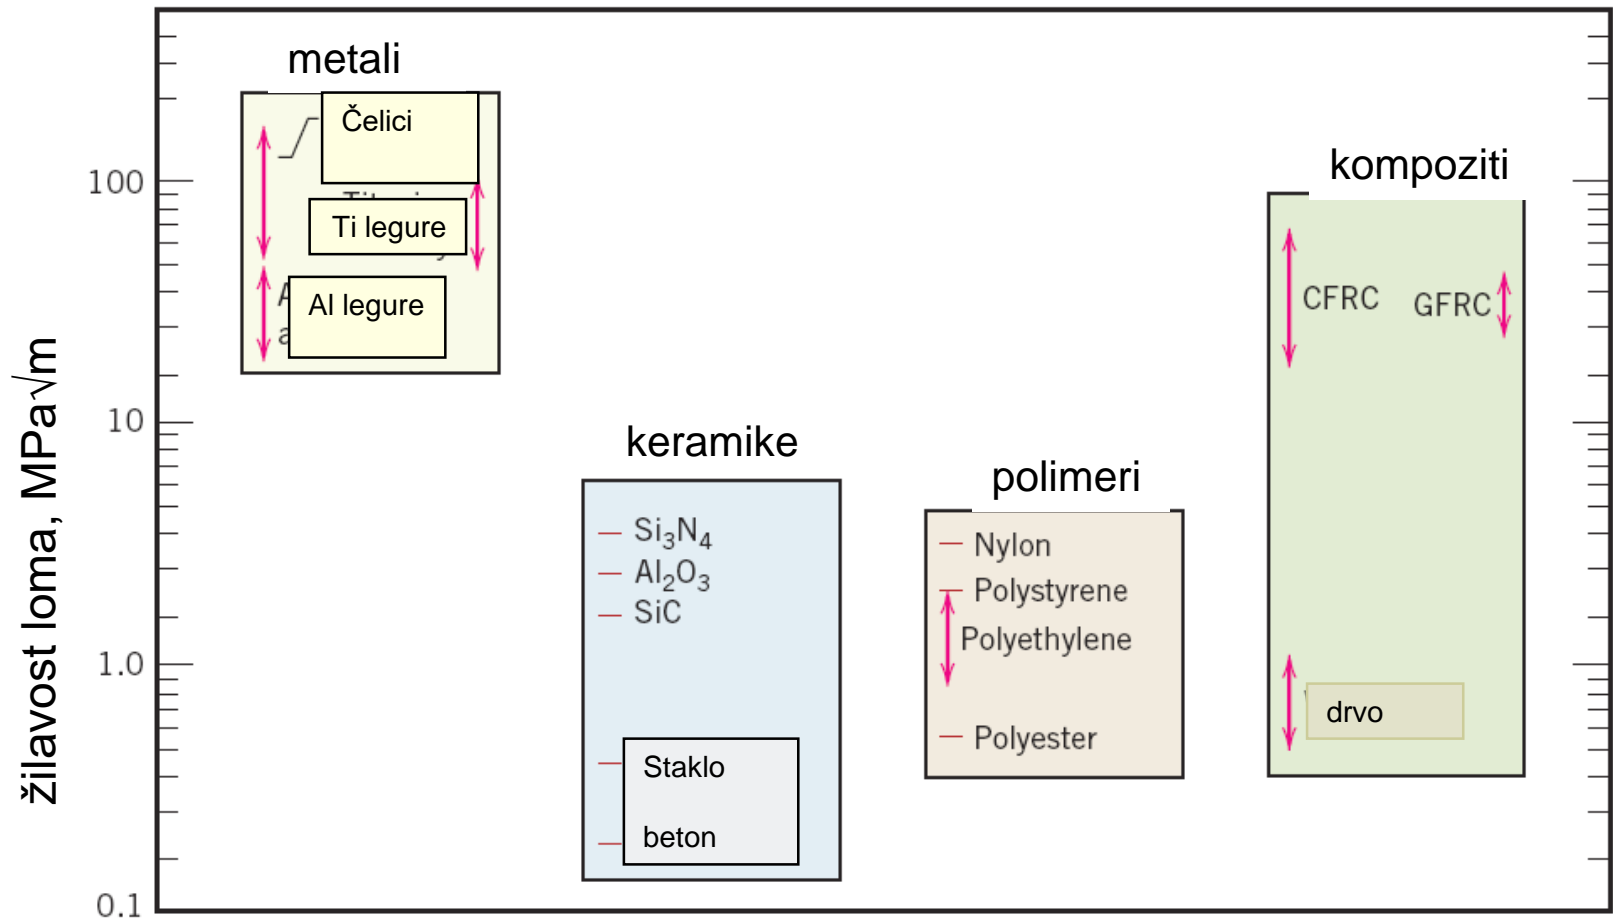 žilavost loma, MPa√m
100
10
1.0
0.1
metali
Čelici
Ti legure
Al legure
keramike
Si₃N₄
Al₂O₃
SiC
Staklo
beton
polimeri
Nylon
Polystyrene
Polyethylene
Polyester
kompoziti
CFRC GFRC
drvo